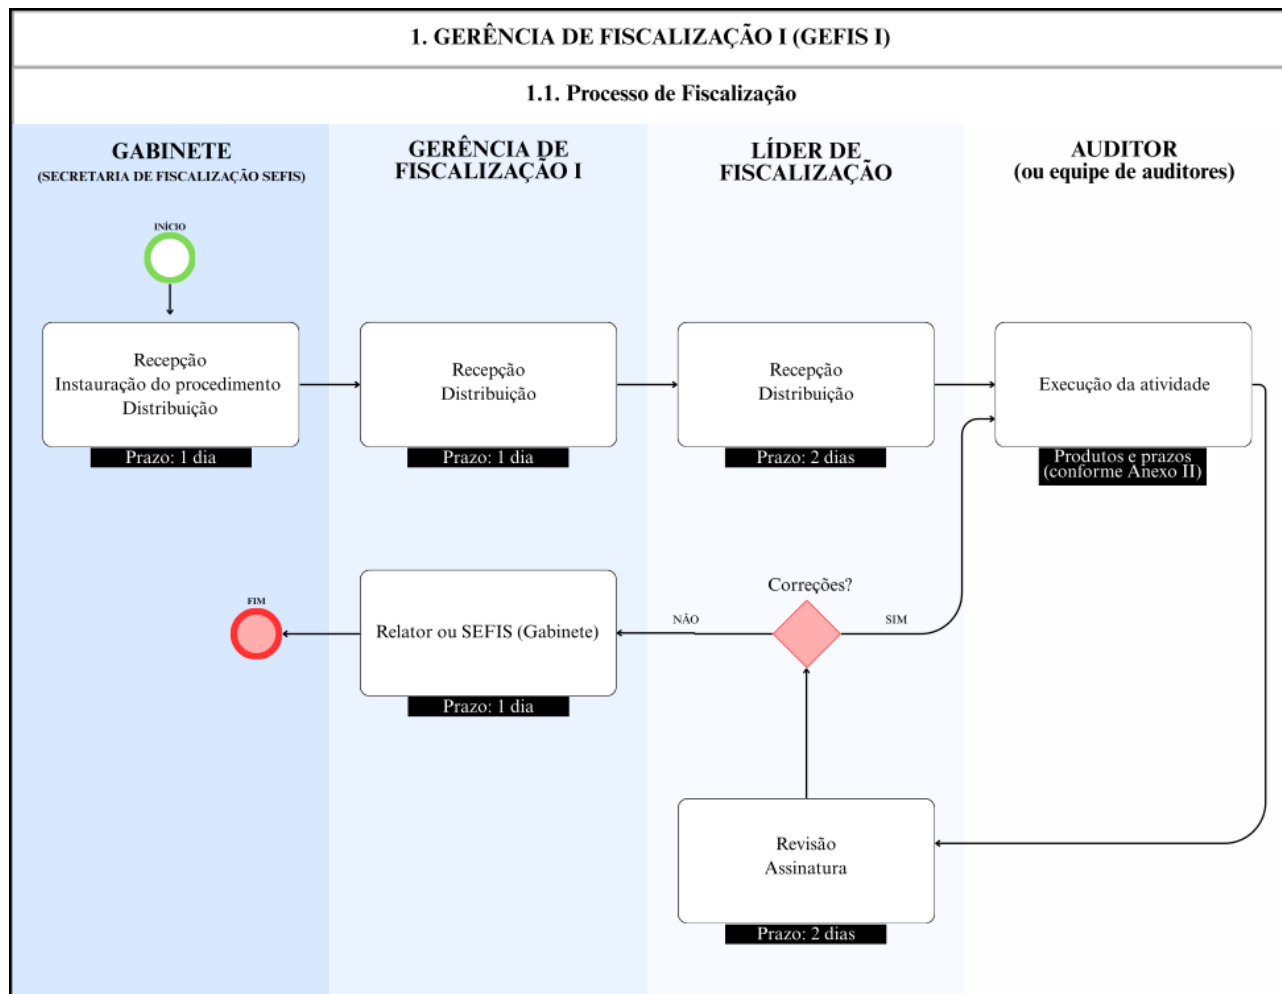 1. GERÊNCIA DE FISCALIZAÇÃO I (GEFIS I)
1.1. Processo de Fiscalização
GABINETE
(SECRETARIA DE FISCALIZAÇÃO SEFIS)
GERÊNCIA DE
FISCALIZAÇÃO I
LÍDER DE
FISCALIZAÇÃO
AUDITOR
(ou equipe de auditores)
INÍCIO
Recepção
Instauração do procedimento
Distribuição
Prazo: 1 dia
Recepção
Distribuição
Prazo: 1 dia
Recepção
Distribuição
Prazo: 2 dias
Execução da atividade
Produtos e prazos
(conforme Anexo II)
FIM
Relator ou SEFIS (Gabinete)
Prazo: 1 dia
NÃO
Correções?
SIM
Revisão
Assinatura
Prazo: 2 dias